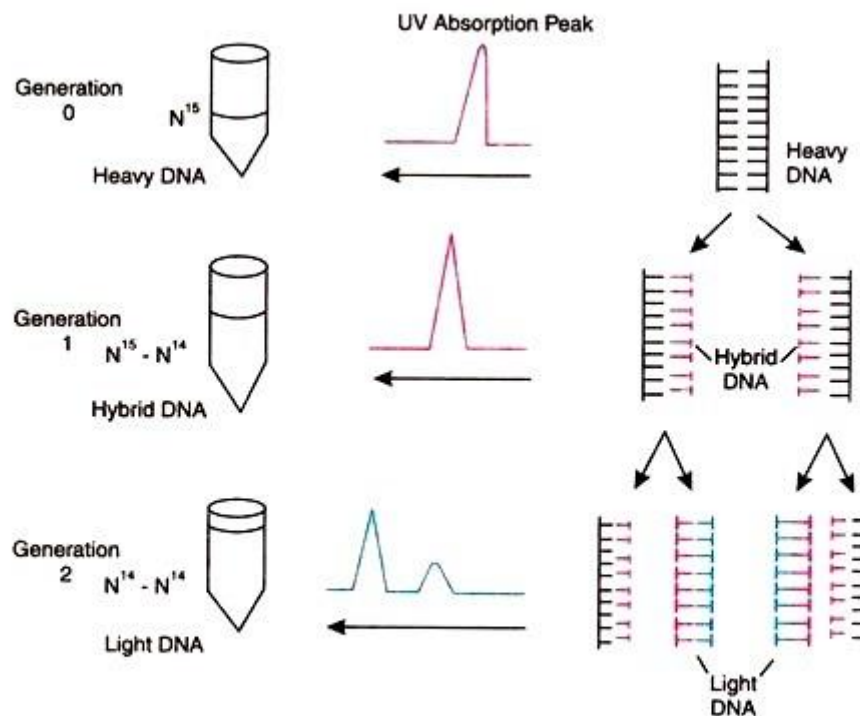 UV Absorption Peak
Generation
0
N¹⁵
Heavy DNA
Heavy
DNA
Generation
1
N¹⁵ - N¹⁴
Hybrid DNA
Hybrid
DNA
Generation
2
N¹⁴ - N¹⁴
Light DNA
Light
DNA